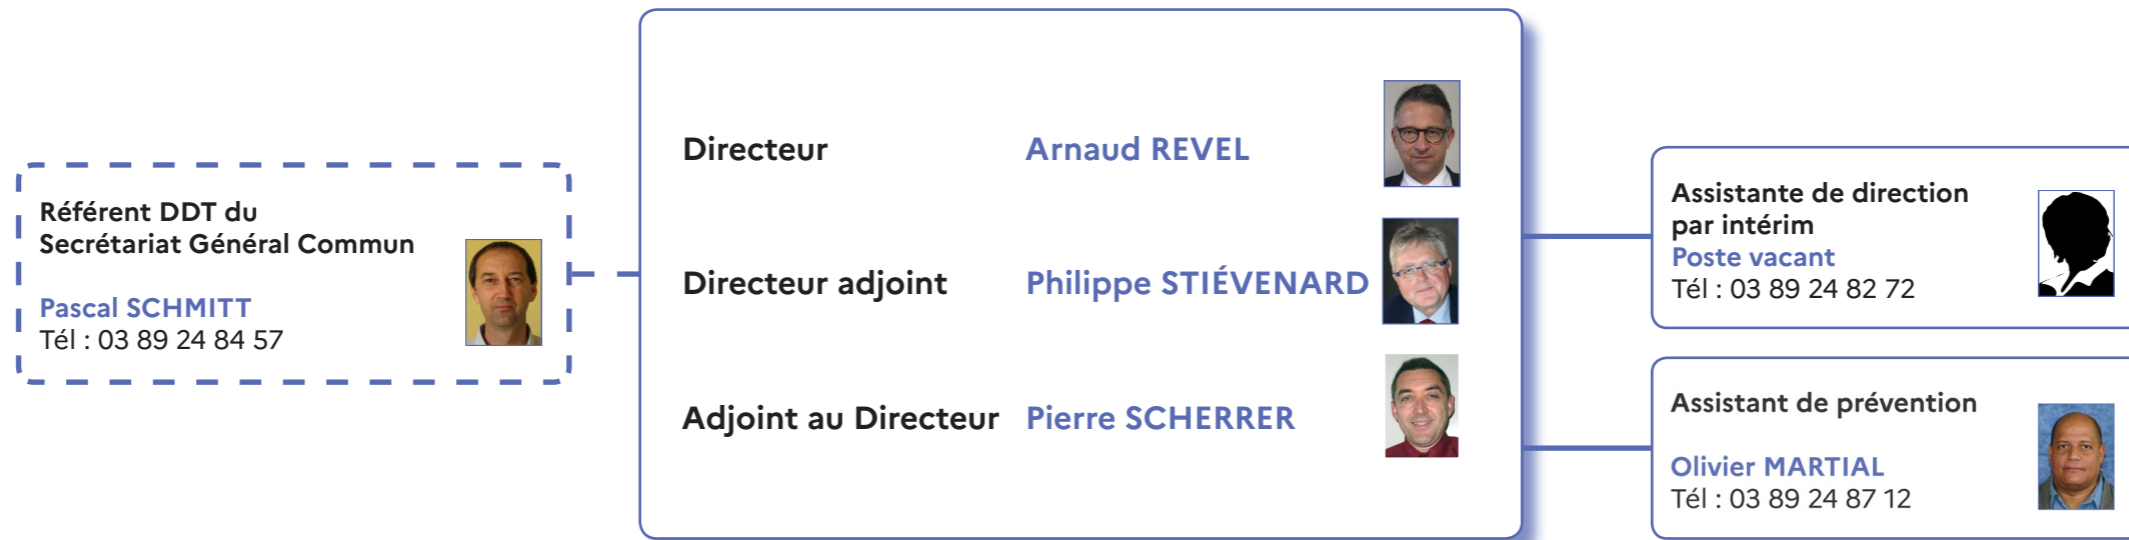 Référent DDT du
Secrétariat Général Commun
Pascal SCHMITT
Tél : 03 89 24 84 57
Directeur Arnaud REVEL
Directeur adjoint Philippe STIÉVENARD
Adjoint au Directeur Pierre SCHERRER
Assistante de direction
par intérim
Poste vacant
Tél : 03 89 24 82 72
Assistant de prévention
Olivier MARTIAL
Tél : 03 89 24 87 12